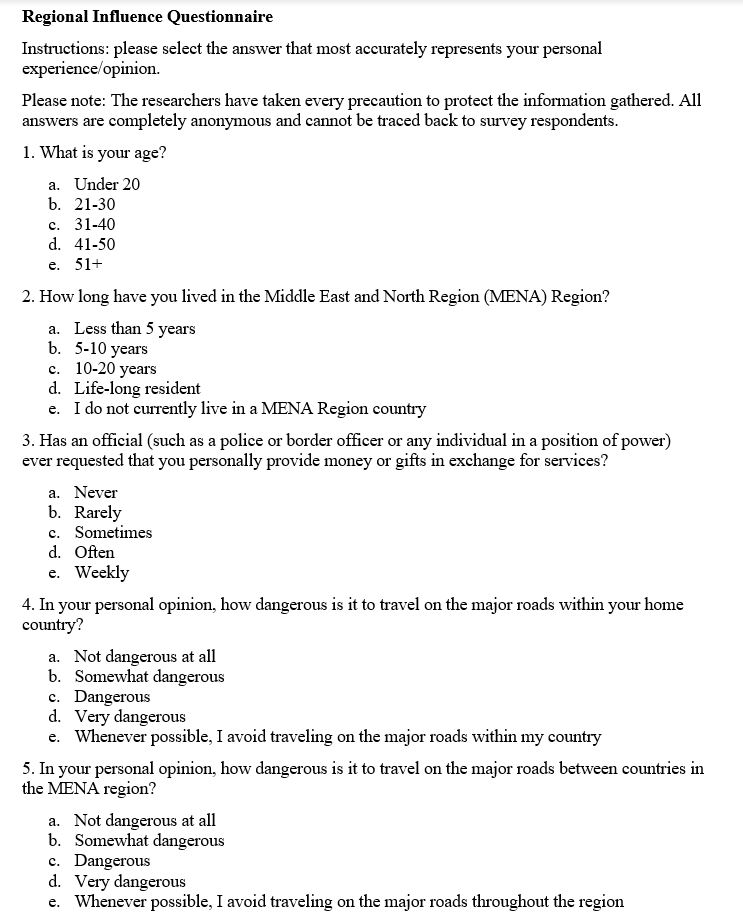 Regional Influence Questionnaire
Instructions: please select the answer that most accurately represents your personal
experience/opinion.
Please note: The researchers have taken every precaution to protect the information gathered. All
answers are completely anonymous and cannot be traced back to survey respondents.
1. What is your age?
a. Under 20
b. 21-30
c. 31-40
d. 41-50
e. 51+
2. How long have you lived in the Middle East and North Region (MENA) Region?
a. Less than 5 years
b. 5-10 years
c. 10-20 years
d. Life-long resident
e. I do not currently live in a MENA Region country
3. Has an official (such as a police or border officer or any individual in a position of power)
ever requested that you personally provide money or gifts in exchange for services?
a. Never
b. Rarely
c. Sometimes
d. Often
e. Weekly
4. In your personal opinion, how dangerous is it to travel on the major roads within your home
country?
a. Not dangerous at all
b. Somewhat dangerous
c. Dangerous
d. Very dangerous
e. Whenever possible, I avoid traveling on the major roads within my country
5. In your personal opinion, how dangerous is it to travel on the major roads between countries in
the MENA region?
a. Not dangerous at all
b. Somewhat dangerous
c. Dangerous
d. Very dangerous
e. Whenever possible, I avoid traveling on the major roads throughout the region